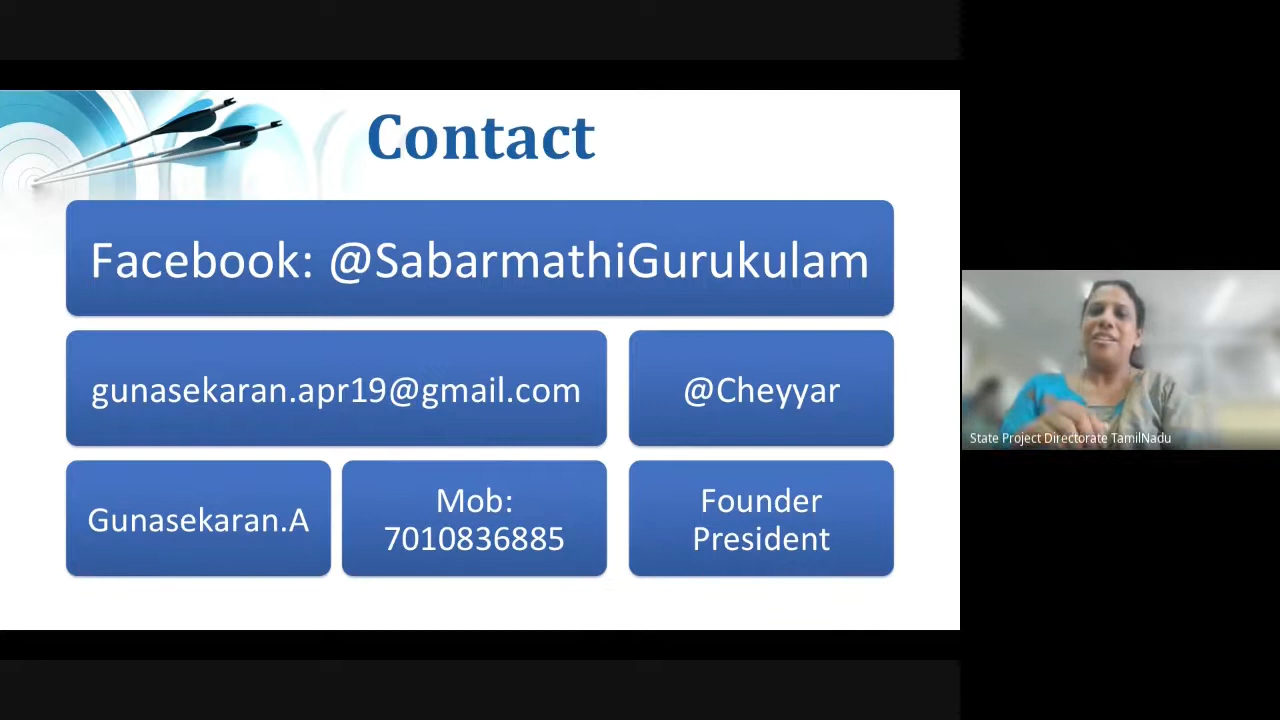 Contact
Facebook: @SabarmathiGurukulam
gunasekaran.apr19@gmail.com
@Cheyyar
Gunasekaran.A
Mob:
7010836885
Founder
President
State Project Directorate TamilNadu